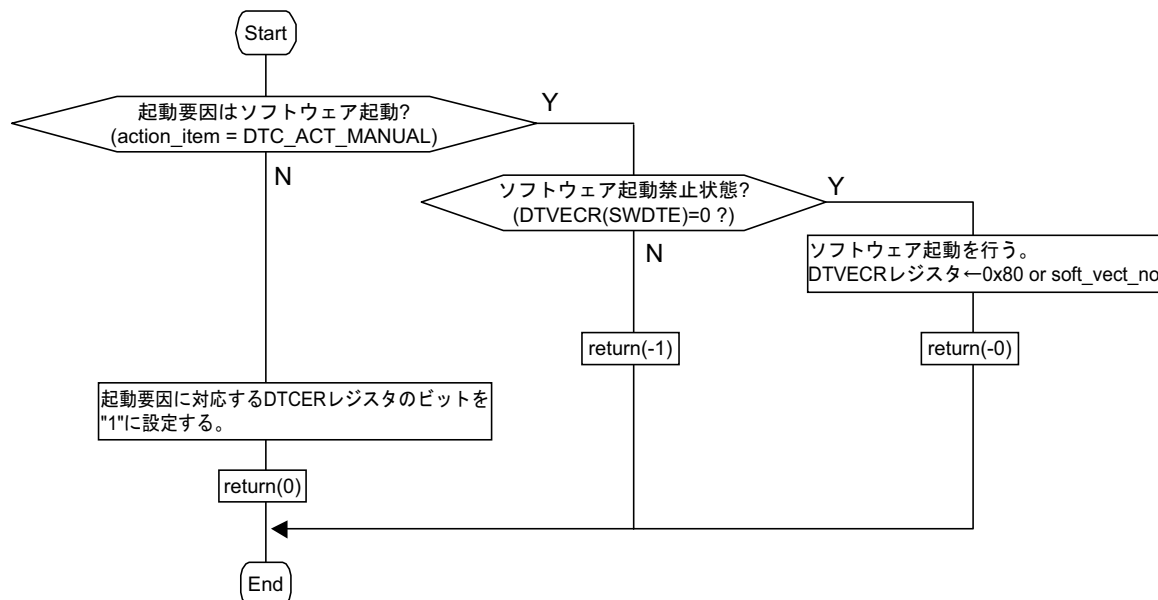 Start
起動要因はソフトウェア起動?
(action_item = DTC_ACT_MANUAL)
Y
N
ソフトウェア起動禁止状態?
(DTVECR(SWDTE)=0 ?)
Y
N
ソフトウェア起動を行う。
DTVECRレジスタ←0x80 or soft_vect_no
return(-1)
return(-0)
起動要因に対応するDTCERレジスタのビットを
"1"に設定する。
return(0)
End